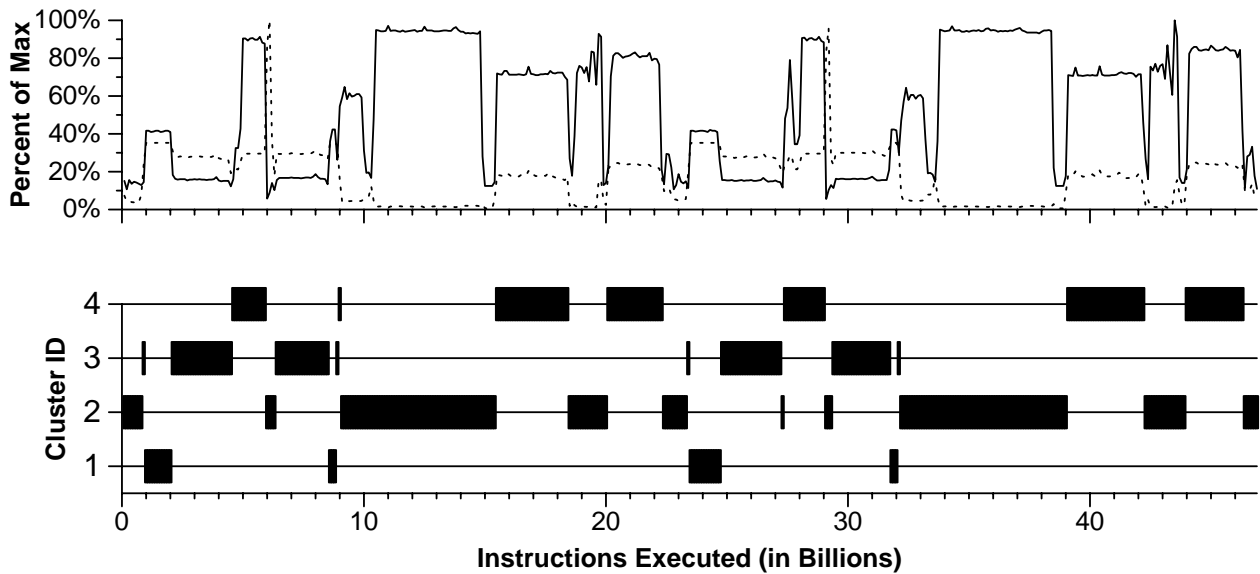 Percent of Max
100%
80%
60%
40%
20%
0%
Cluster ID
4
3
2
1
0 10 20 30 40
Instructions Executed (in Billions)